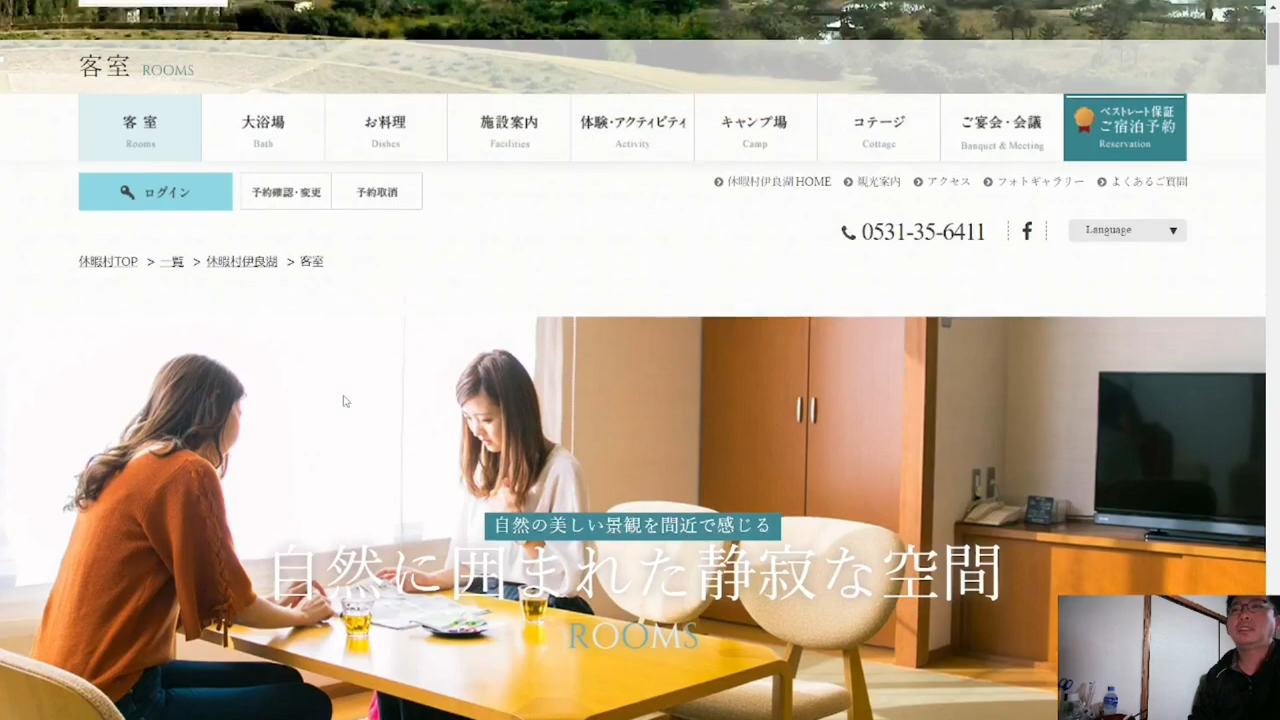 客室 ROOMS
客室 大浴場 お料理 施設案内 体験・アクティビティ キャンプ場 コテージ ご宴会・会議 ベストレート保証
ご宿泊予約
Rooms Bath Dishes Facilities Activity Camp Cottage Banquet & Meeting Reservation
ログイン 予約確認・変更 予約取消 休暇村伊良湖HOME 観光案内 アクセス フォトギャラリー よくあるご質問
0531-35-6411 f Language ▼
休暇村TOP > 一覧 > 休暇村伊良湖 > 客室
自然の美しい景観を間近で感じる
自然に囲まれた静寂な空間
ROOMS